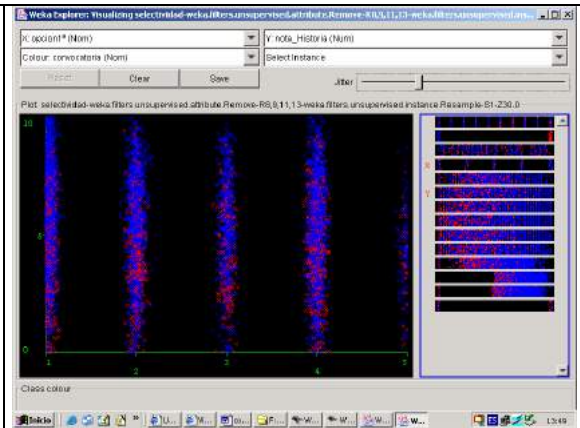 Weka Explorer: Visualizing selectividad-weka.filters.unsupervised.attribute.Remove-R8,9,11,13-weka.filters.unsupervised.ins...
X: opcion1ª (Nom)
Y: nota_Historia (Num)
Colour: convocatoria (Nom)
Select Instance
Reset
Clear
Save
Jitter
Plot: selectividad-weka.filters.unsupervised.attribute.Remove-R8,9,11,13-weka.filters.unsupervised.instance.Resample-S1-Z30.0
10
5
0
1
2
3
4
5
X
Y
Class colour
Inicio
13:49